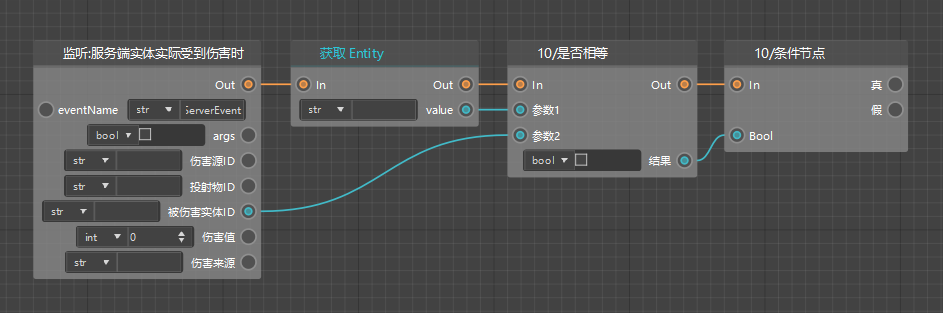 监听:服务端实体实际受到伤害时
Out
eventName str ServerEvent
bool args
str 伤害源ID
str 投射物ID
str 被伤害实体ID
int 0 伤害值
str 伤害来源
获取 Entity
In Out
str value
10/是否相等
In Out
参数1
参数2
bool 结果
10/条件节点
In 真
假
Bool